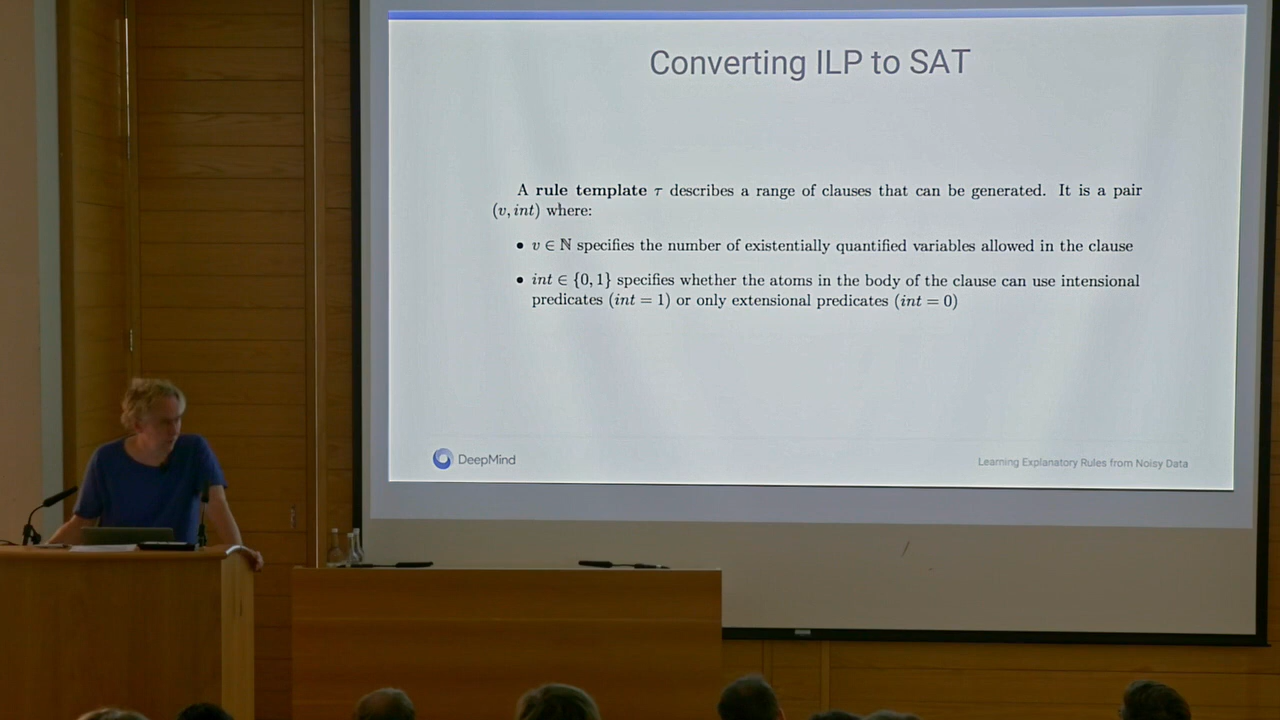 Converting ILP to SAT
A rule template τ describes a range of clauses that can be generated. It is a pair
(v, int) where:
• v ∈ ℕ specifies the number of existentially quantified variables allowed in the clause
• int ∈ {0, 1} specifies whether the atoms in the body of the clause can use intensional
predicates (int = 1) or only extensional predicates (int = 0)
DeepMind
Learning Explanatory Rules from Noisy Data